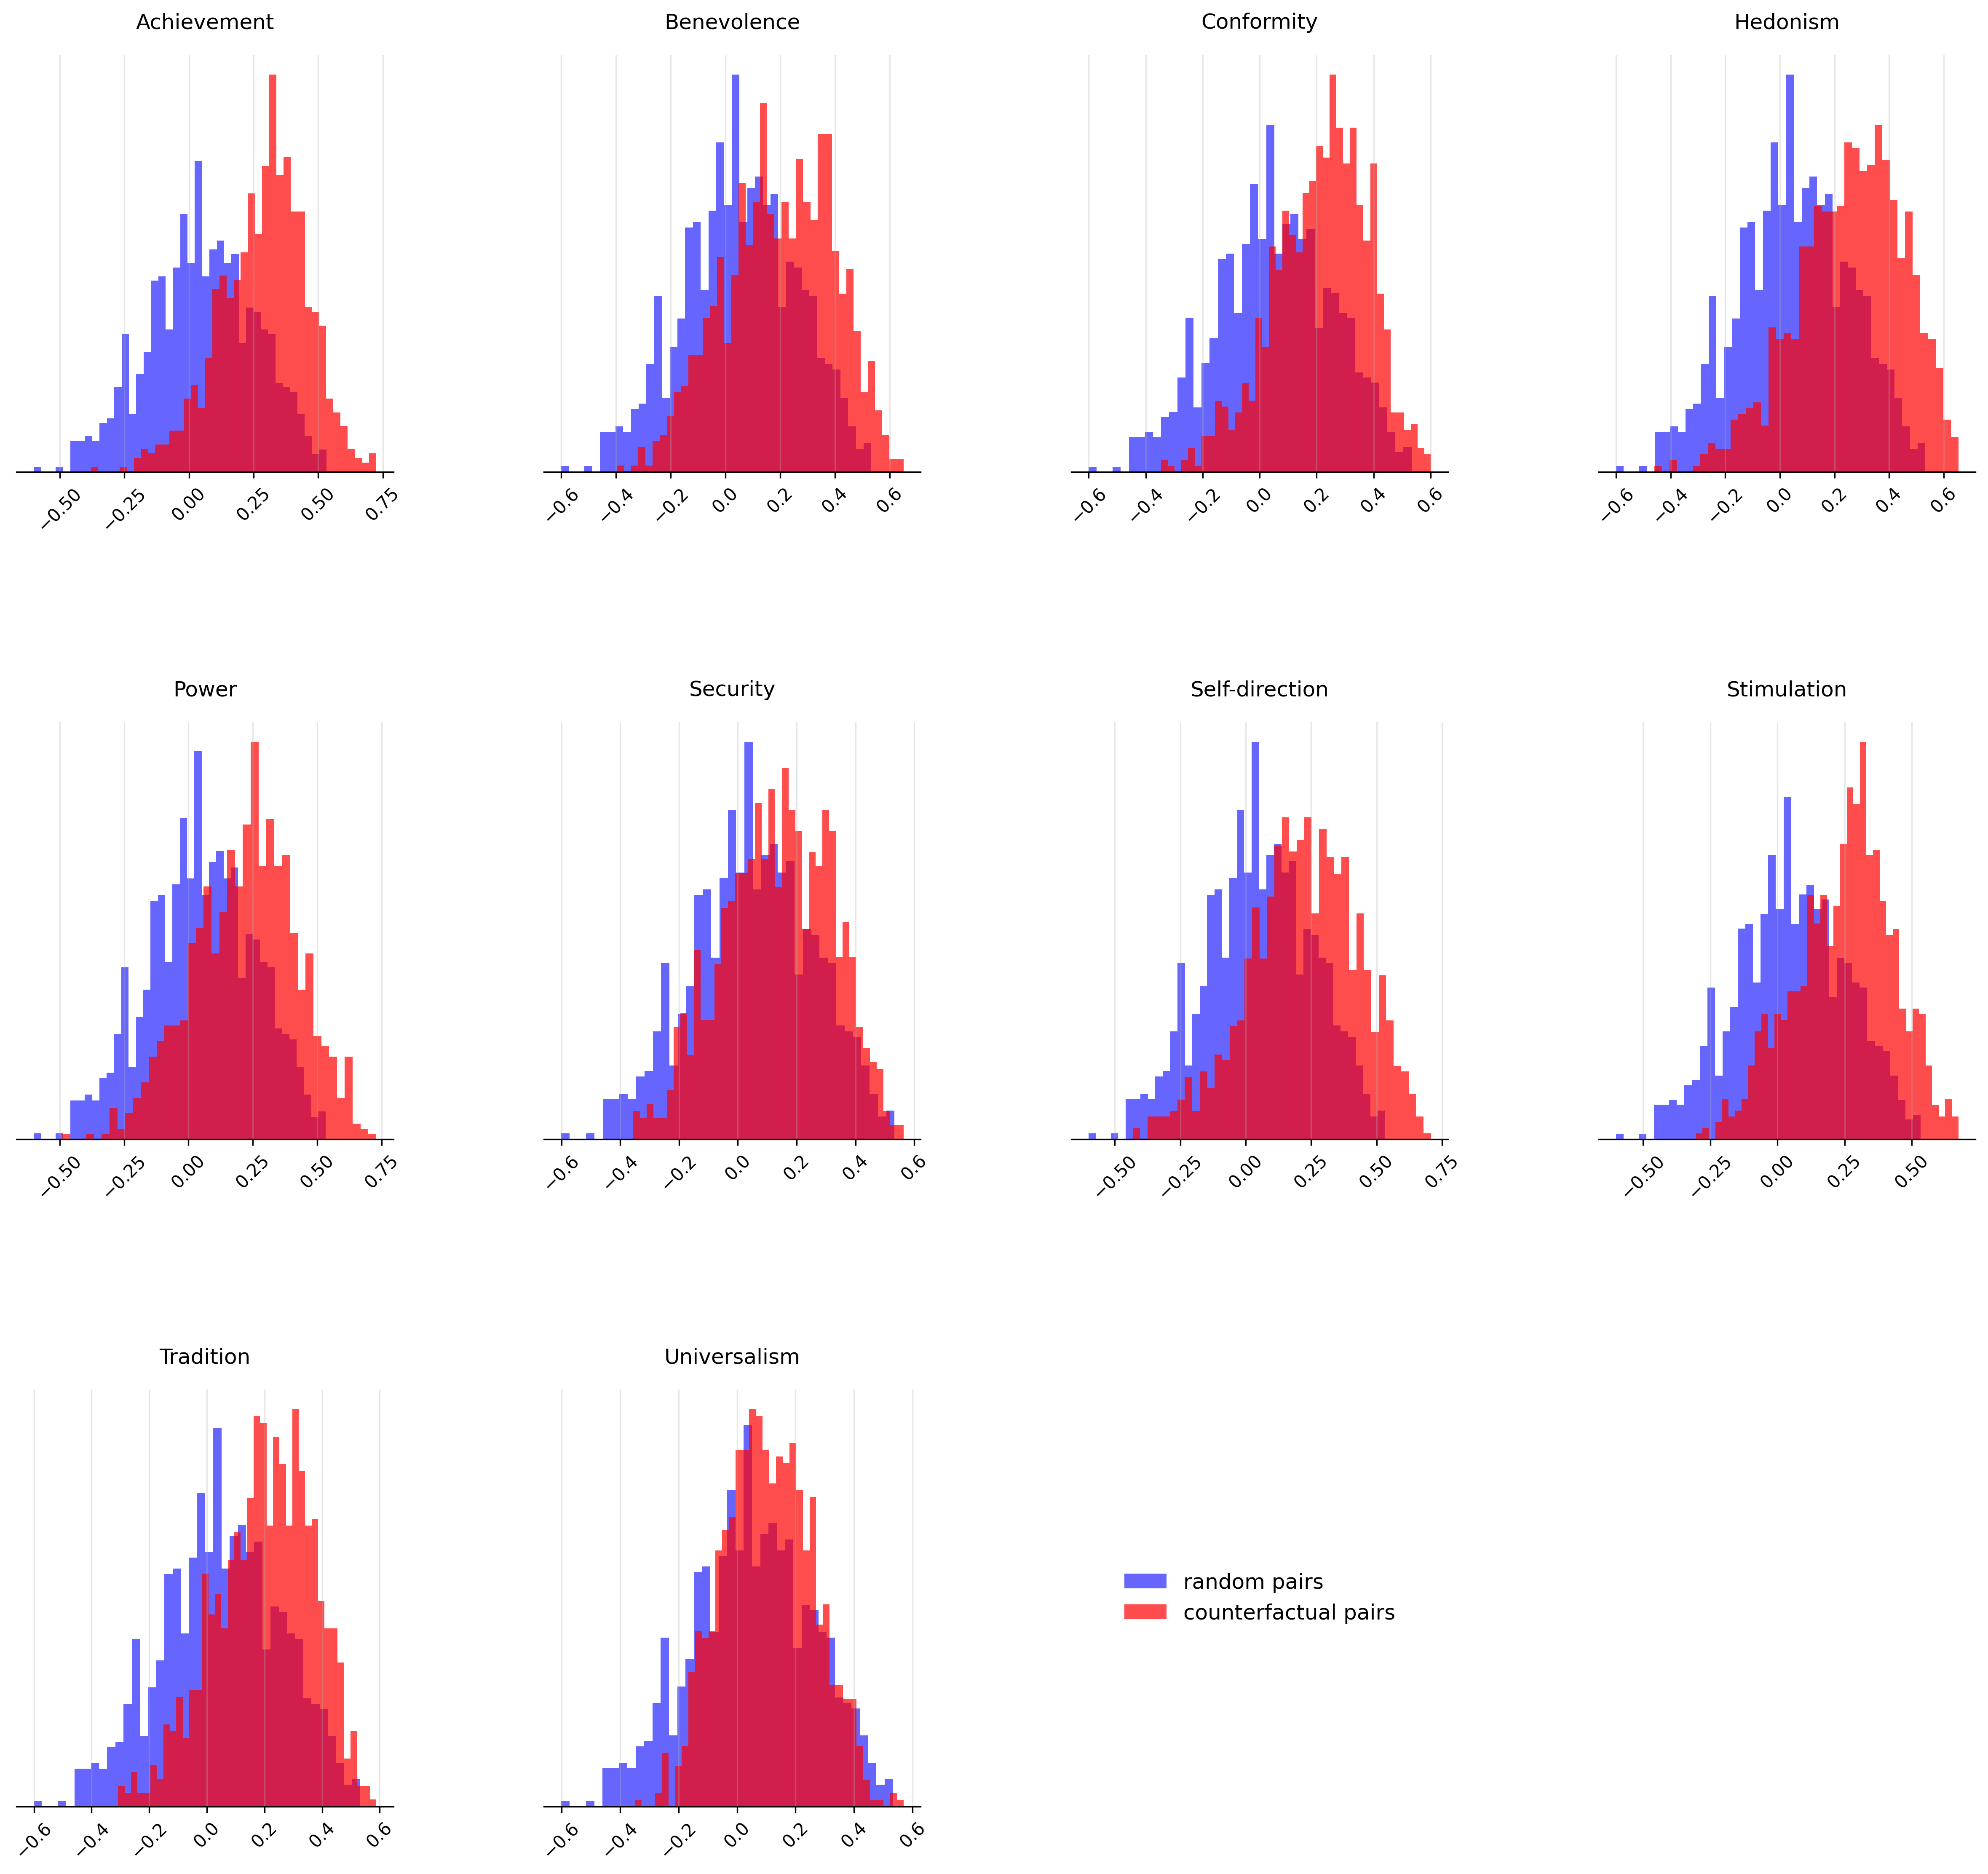 Achievement Benevolence Conformity Hedonism
−0.50 −0.25 0.00 0.25 0.50 0.75 −0.6 −0.4 −0.2 0.0 0.2 0.4 0.6 −0.6 −0.4 −0.2 0.0 0.2 0.4 0.6 −0.6 −0.4 −0.2 0.0 0.2 0.4 0.6
Power Security Self-direction Stimulation
−0.50 −0.25 0.00 0.25 0.50 0.75 −0.6 −0.4 −0.2 0.0 0.2 0.4 0.6 −0.50 −0.25 0.00 0.25 0.50 0.75 −0.50 −0.25 0.00 0.25 0.50
Tradition Universalism
random pairs
counterfactual pairs
−0.6 −0.4 −0.2 0.0 0.2 0.4 0.6 −0.6 −0.4 −0.2 0.0 0.2 0.4 0.6